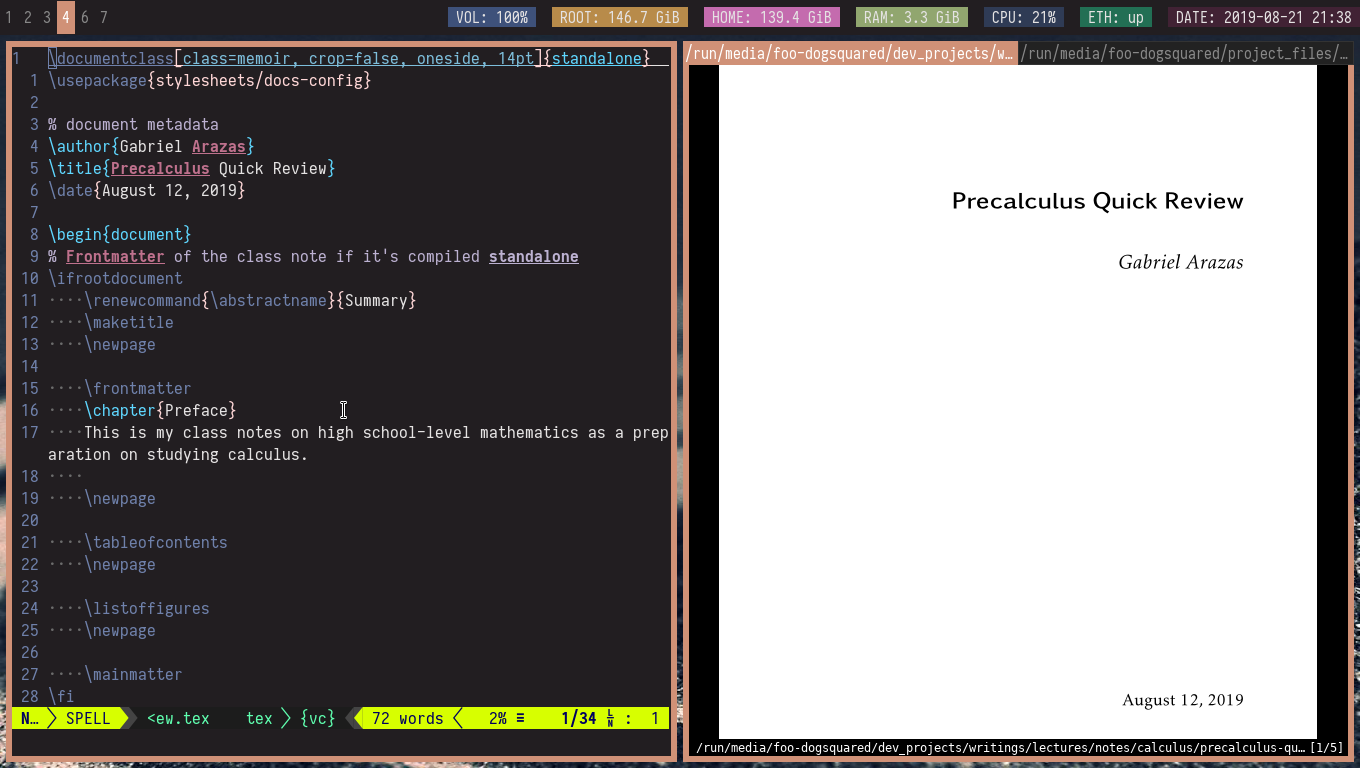 1 2 3 4 6 7 VOL: 100% ROOT: 146.7 GiB HOME: 139.4 GiB RAM: 3.3 GiB CPU: 21% ETH: up DATE: 2019-08-21 21:38
1 \documentclass[class=memoir, crop=false, oneside, 14pt]{standalone}
1 \usepackage{stylesheets/docs-config}
2
3 % document metadata
4 \author{Gabriel Arazas}
5 \title{Precalculus Quick Review}
6 \date{August 12, 2019}
7
8 \begin{document}
9 % Frontmatter of the class note if it's compiled standalone
10 \ifrootdocument
11 ····\renewcommand{\abstractname}{Summary}
12 ····\maketitle
13 ····\newpage
14
15 ····\frontmatter
16 ····\chapter{Preface}
17 ····This is my class notes on high school-level mathematics as a prep
aration on studying calculus.
18 ····
19 ····\newpage
20
21 ····\tableofcontents
22 ····\newpage
23
24 ····\listoffigures
25 ····\newpage
26
27 ····\mainmatter
28 \fi
N… SPELL <ew.tex tex {vc} 72 words 2% ≡ 1/34 LN : 1
/run/media/foo-dogsquared/dev_projects/w… /run/media/foo-dogsquared/project_files/…
Precalculus Quick Review
Gabriel Arazas
August 12, 2019
/run/media/foo-dogsquared/dev_projects/writings/lectures/notes/calculus/precalculus-qu… [1/5]